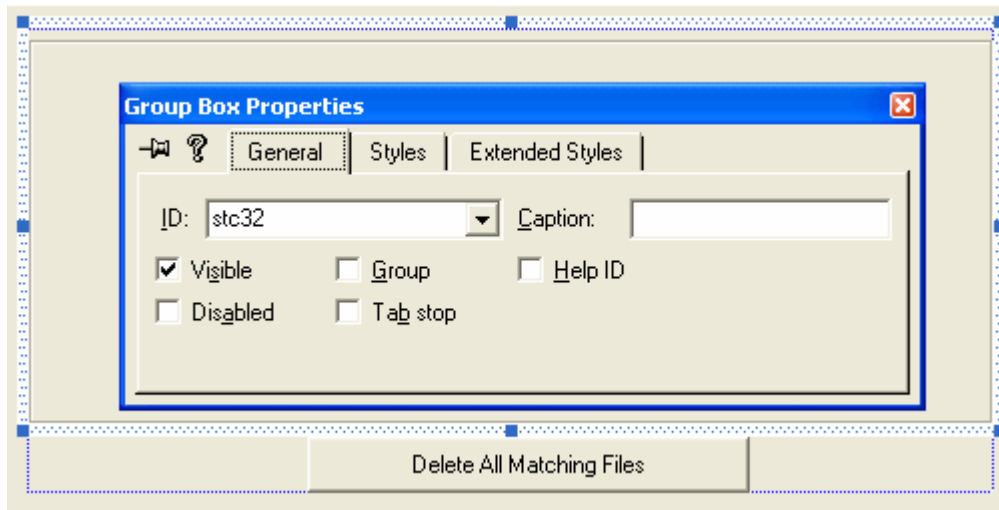 Group Box Properties
? General Styles Extended Styles
ID: stc32 Caption:
Visible Group Help ID
Disabled Tab stop
Delete All Matching Files